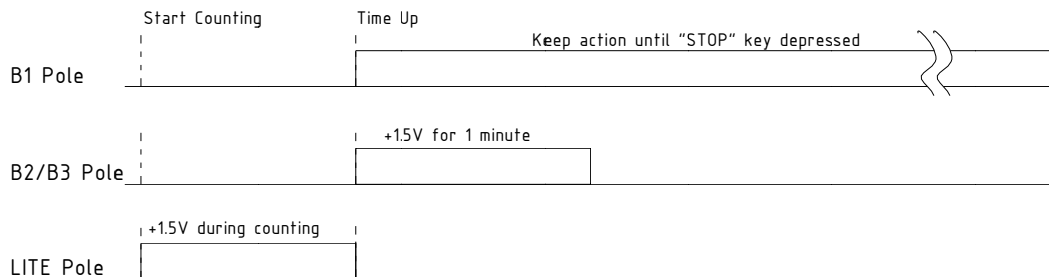 Start Counting
Time Up
Keep action until "STOP" key depressed
B1 Pole
+1.5V for 1 minute
B2/B3 Pole
+1.5V during counting
LITE Pole